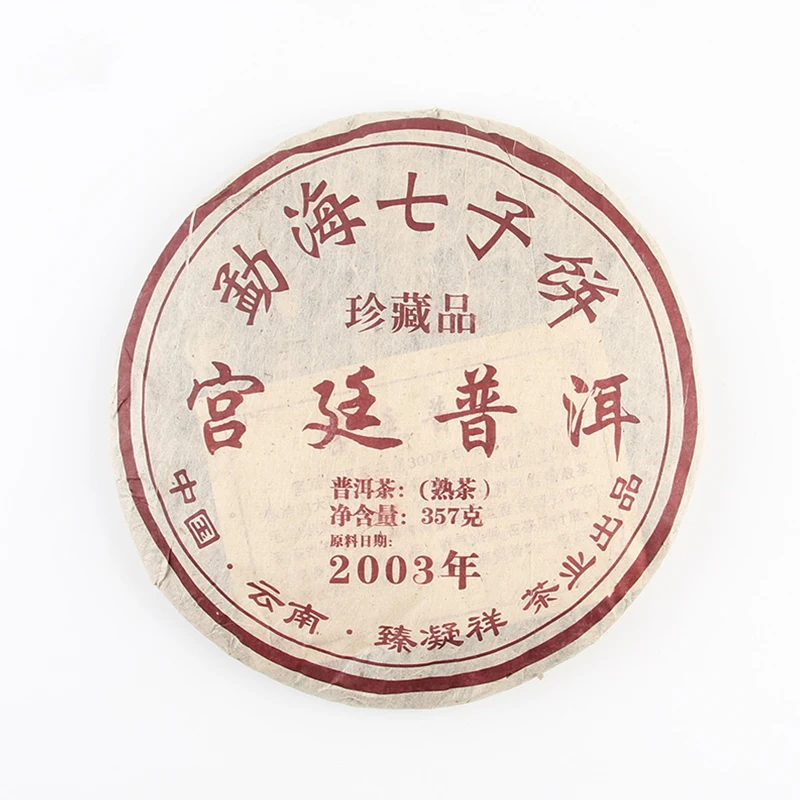 勐海七子饼
珍藏品
宫廷普洱
普洱茶：（熟茶）
净含量：357克
原料日期：
2003年
中国·云南·臻凝祥茶业出品